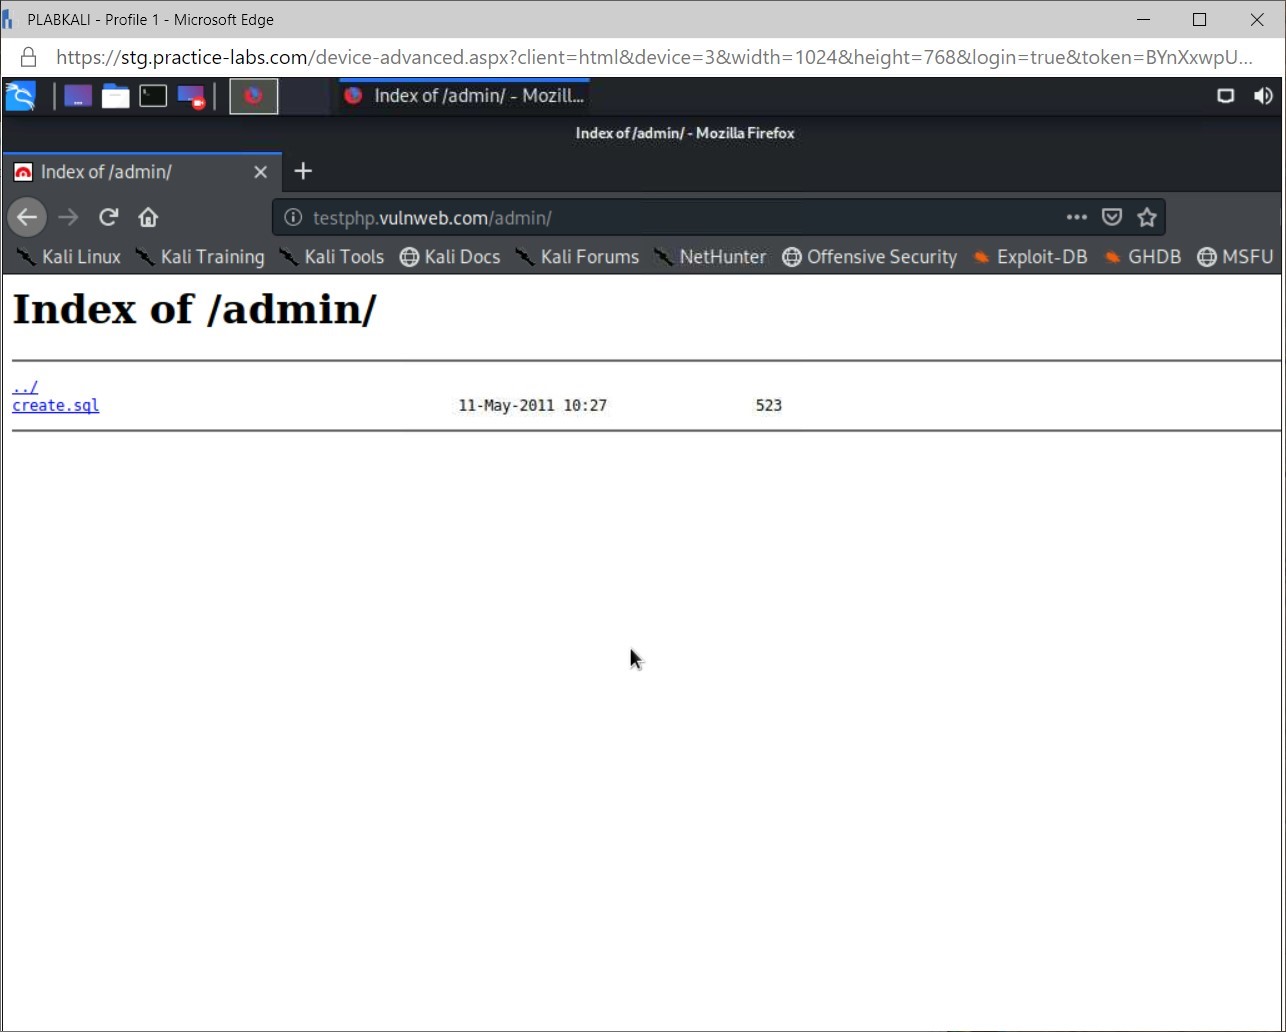 PLABKALI - Profile 1 - Microsoft Edge
https://stg.practice-labs.com/device-advanced.aspx?client=html&device=3&width=1024&height=768&login=true&token=BYnXxwpU...
Index of /admin/ - Mozill...
Index of /admin/ - Mozilla Firefox
Index of /admin/
testphp.vulnweb.com/admin/
Kali Linux Kali Training Kali Tools Kali Docs Kali Forums NetHunter Offensive Security Exploit-DB GHDB MSFU
Index of /admin/
../
create.sql 11-May-2011 10:27 523